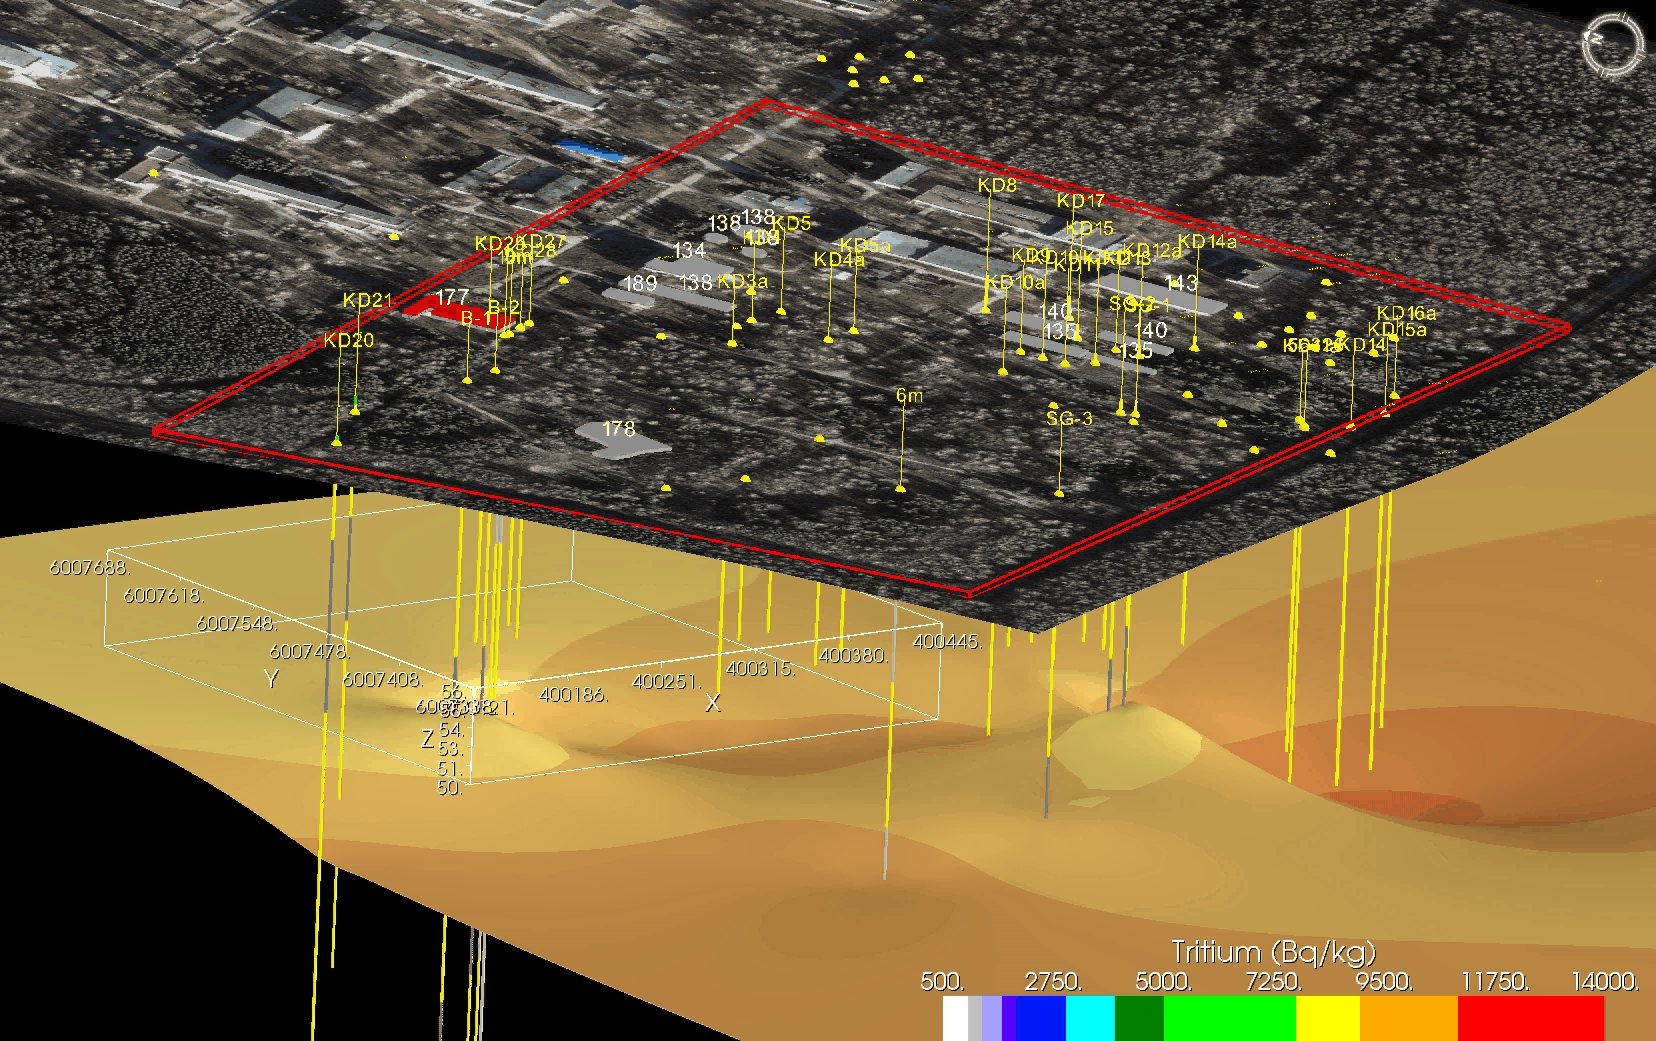 N
KD8
KD17
138
138
KD5
KD15
KD27
134
KD5a
KD4a
KD12a
KD14a
189
138
KD3a
KD10a
143
KD21
177
B-2
B-1
140
135
140
135
KD16a
KD15a
KD14
KD20
6m
SG-3
178
6007688.
6007618.
6007548.
6007478.
6007408.
Y
400445.
400380.
400315.
400251.
400186.
X
Z
56.
54.
53.
51.
50.
Tritium (Bq/kg)
500. 2750. 5000. 7250. 9500. 11750. 14000.